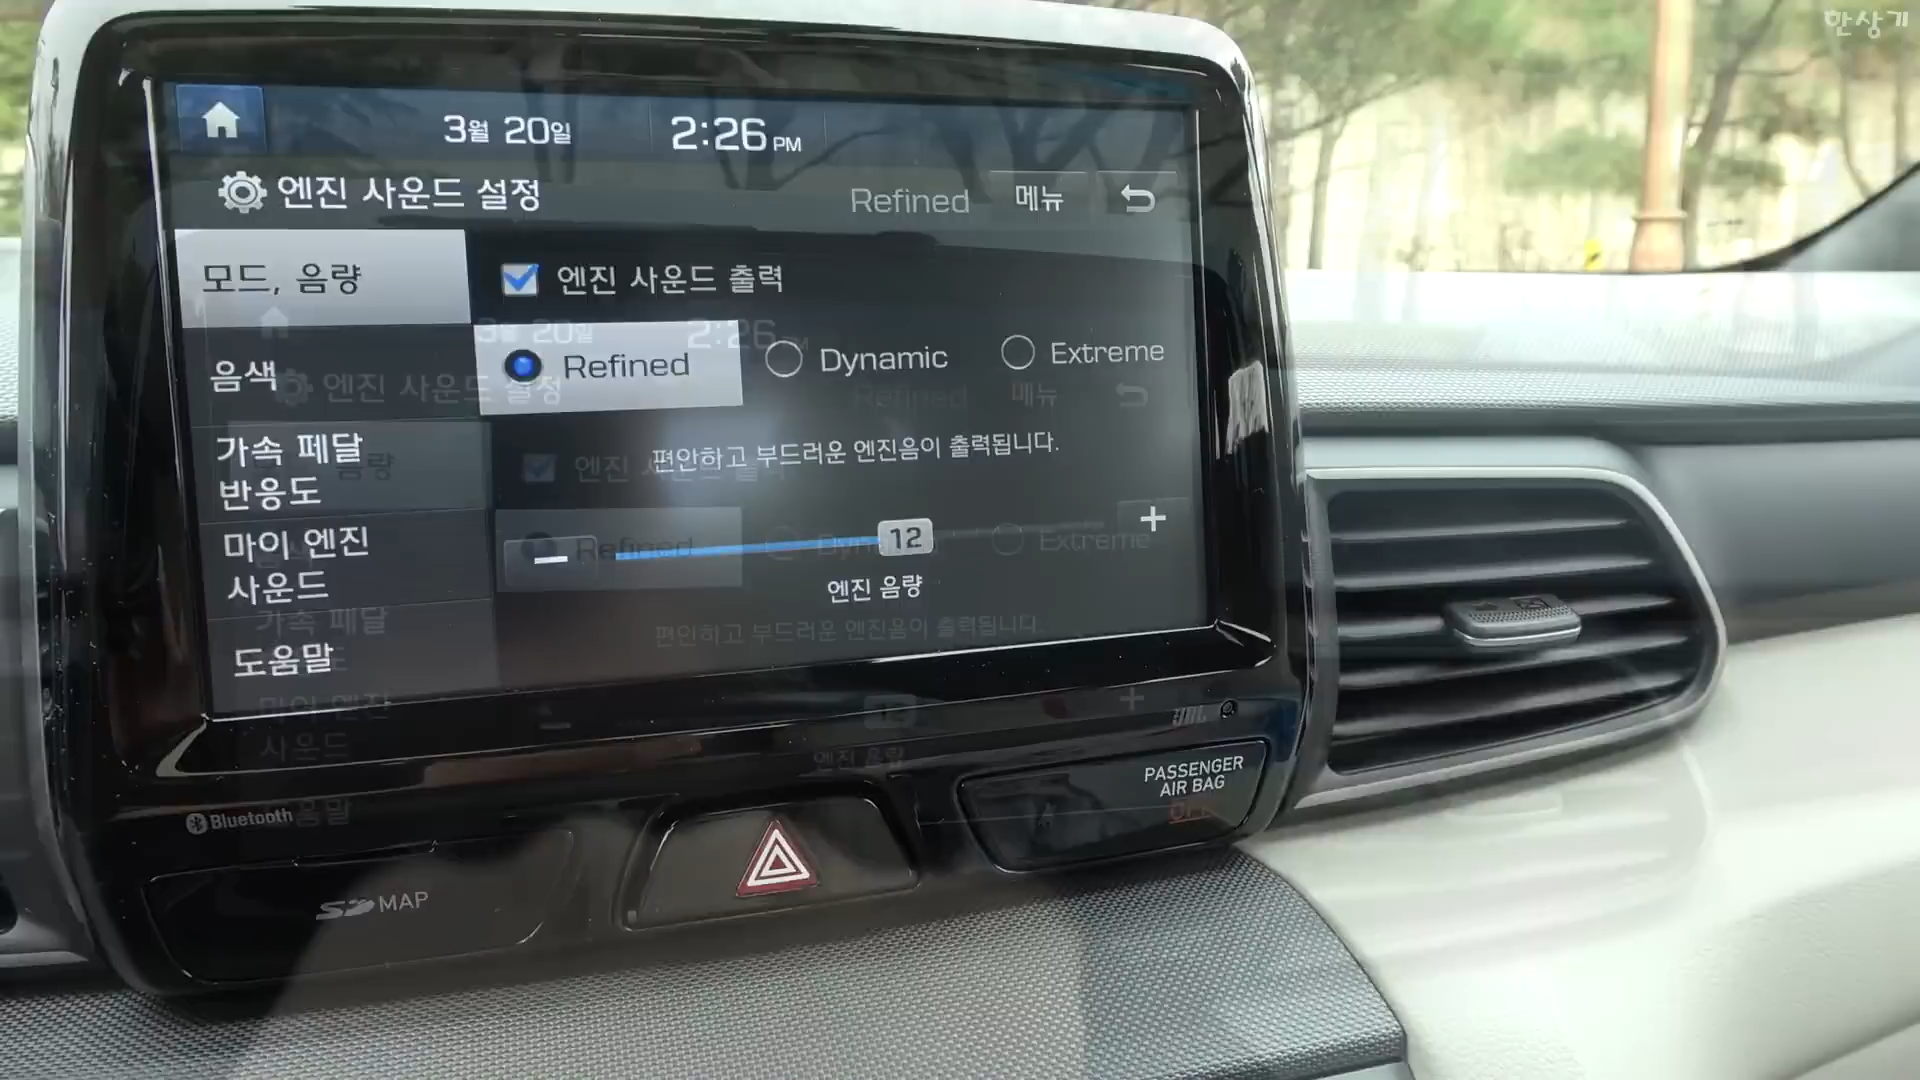 한상기
3월 20일 2:26 PM
엔진 사운드 설정 Refined 메뉴
모드, 음량
엔진 사운드 출력
음색
Refined Dynamic Extreme
가속 페달
반응도
편안하고 부드러운 엔진음이 출력됩니다.
마이 엔진
사운드
12
엔진 음량
도움말
JBL
Bluetooth
PASSENGER
AIR BAG
OFF
SD MAP